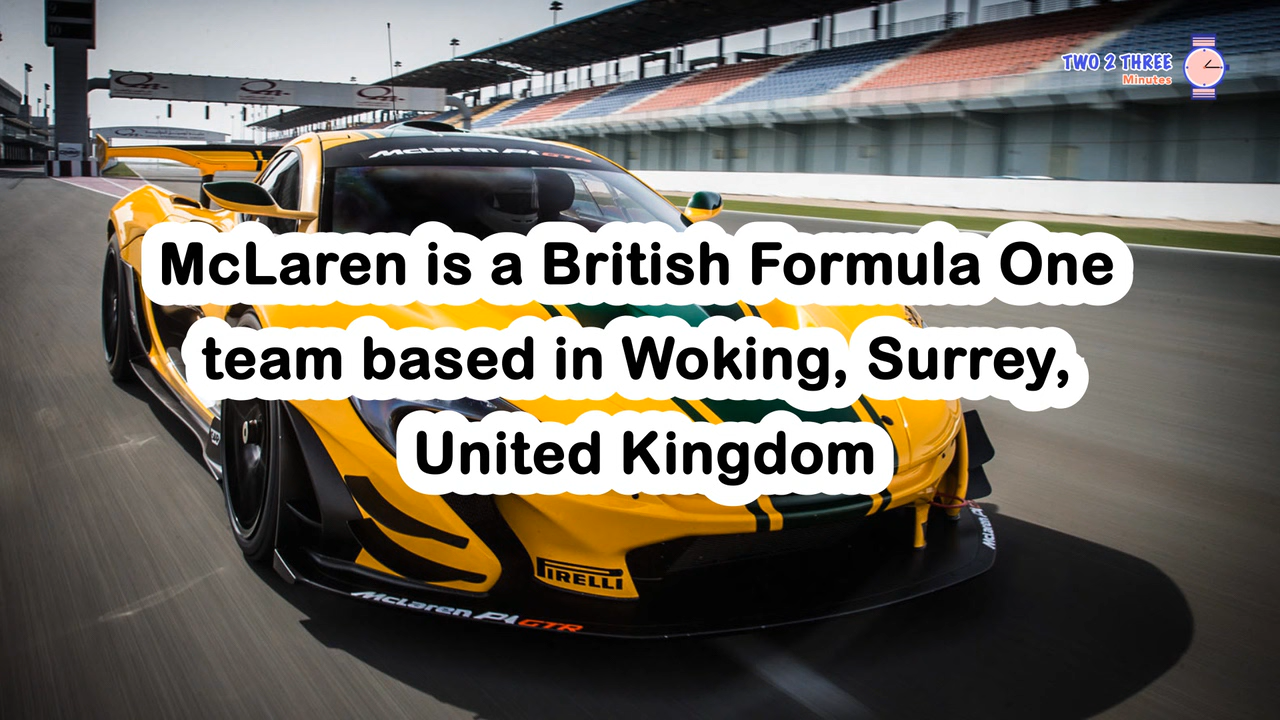 TWO 2 THREE
Minutes
McLaren P1 GTR
McLaren is a British Formula One
team based in Woking, Surrey,
United Kingdom
PIRELLI
McLaren P1 GTR
McLaren